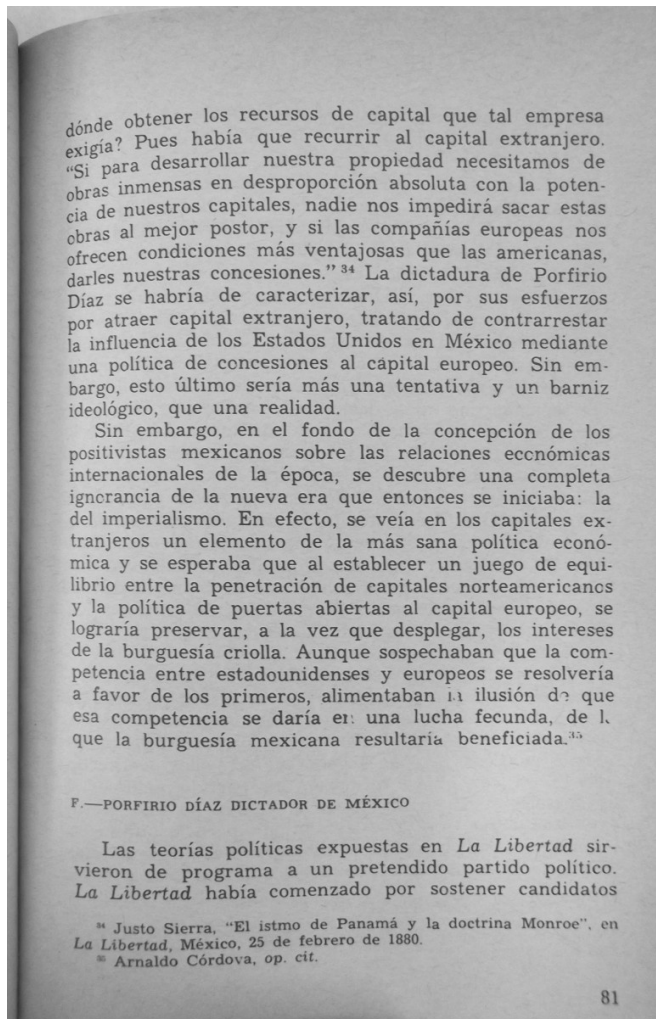 dónde obtener los recursos de capital que tal empresa
exigía? Pues había que recurrir al capital extranjero.
“Si para desarrollar nuestra propiedad necesitamos de
obras inmensas en desproporción absoluta con la poten-
cia de nuestros capitales, nadie nos impedirá sacar estas
obras al mejor postor, y si las compañías europeas nos
ofrecen condiciones más ventajosas que las americanas,
darles nuestras concesiones.” 34 La dictadura de Porfirio
Díaz se habría de caracterizar, así, por sus esfuerzos
por atraer capital extranjero, tratando de contrarrestar
la influencia de los Estados Unidos en México mediante
una política de concesiones al capital europeo. Sin em-
bargo, esto último sería más una tentativa y un barniz
ideológico, que una realidad.
Sin embargo, en el fondo de la concepción de los
positivistas mexicanos sobre las relaciones económicas
internacionales de la época, se descubre una completa
ignorancia de la nueva era que entonces se iniciaba: la
del imperialismo. En efecto, se veía en los capitales ex-
tranjeros un elemento de la más sana política econó-
mica y se esperaba que al establecer un juego de equi-
librio entre la penetración de capitales norteamericanos
y la política de puertas abiertas al capital europeo, se
lograría preservar, a la vez que desplegar, los intereses
de la burguesía criolla. Aunque sospechaban que la com-
petencia entre estadounidenses y europeos se resolvería
a favor de los primeros, alimentaban la ilusión de que
esa competencia se daría en una lucha fecunda, de la
que la burguesía mexicana resultaría beneficiada.35
F.—PORFIRIO DÍAZ DICTADOR DE MÉXICO
Las teorías políticas expuestas en La Libertad sir-
vieron de programa a un pretendido partido político.
La Libertad había comenzado por sostener candidatos
34 Justo Sierra, “El istmo de Panamá y la doctrina Monroe”, en
La Libertad, México, 25 de febrero de 1880.
35 Arnaldo Córdova, op. cit.
81